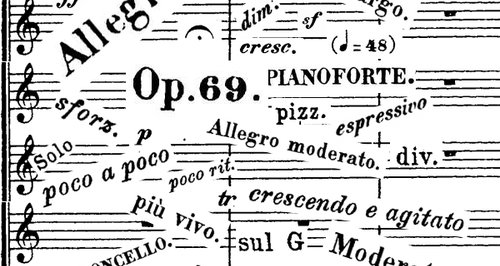 Allegr
dim.
sf
rgo.
cresc.
(♩=48)
Op.69.
PIANOFORTE.
sforz.
pizz.
espressivo
p
Allegro moderato.
div.
Solo
poco a poco
poco rit.
tr
crescendo e agitato
più vivo.
ONCELLO.
sul G
Modera